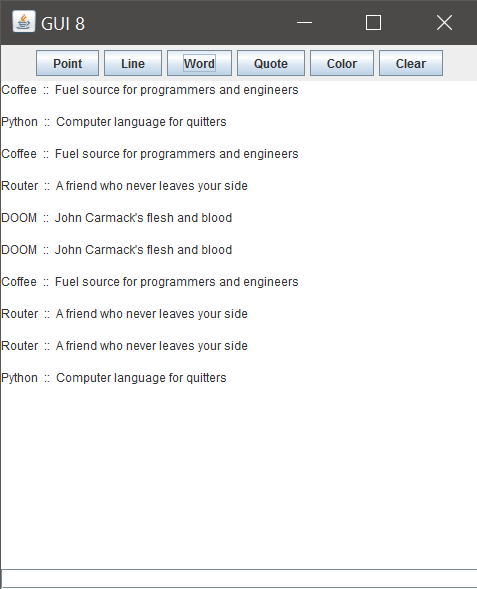 GUI 8
Point Line Word Quote Color Clear
Coffee :: Fuel source for programmers and engineers
Python :: Computer language for quitters
Coffee :: Fuel source for programmers and engineers
Router :: A friend who never leaves your side
DOOM :: John Carmack's flesh and blood
DOOM :: John Carmack's flesh and blood
Coffee :: Fuel source for programmers and engineers
Router :: A friend who never leaves your side
Router :: A friend who never leaves your side
Python :: Computer language for quitters